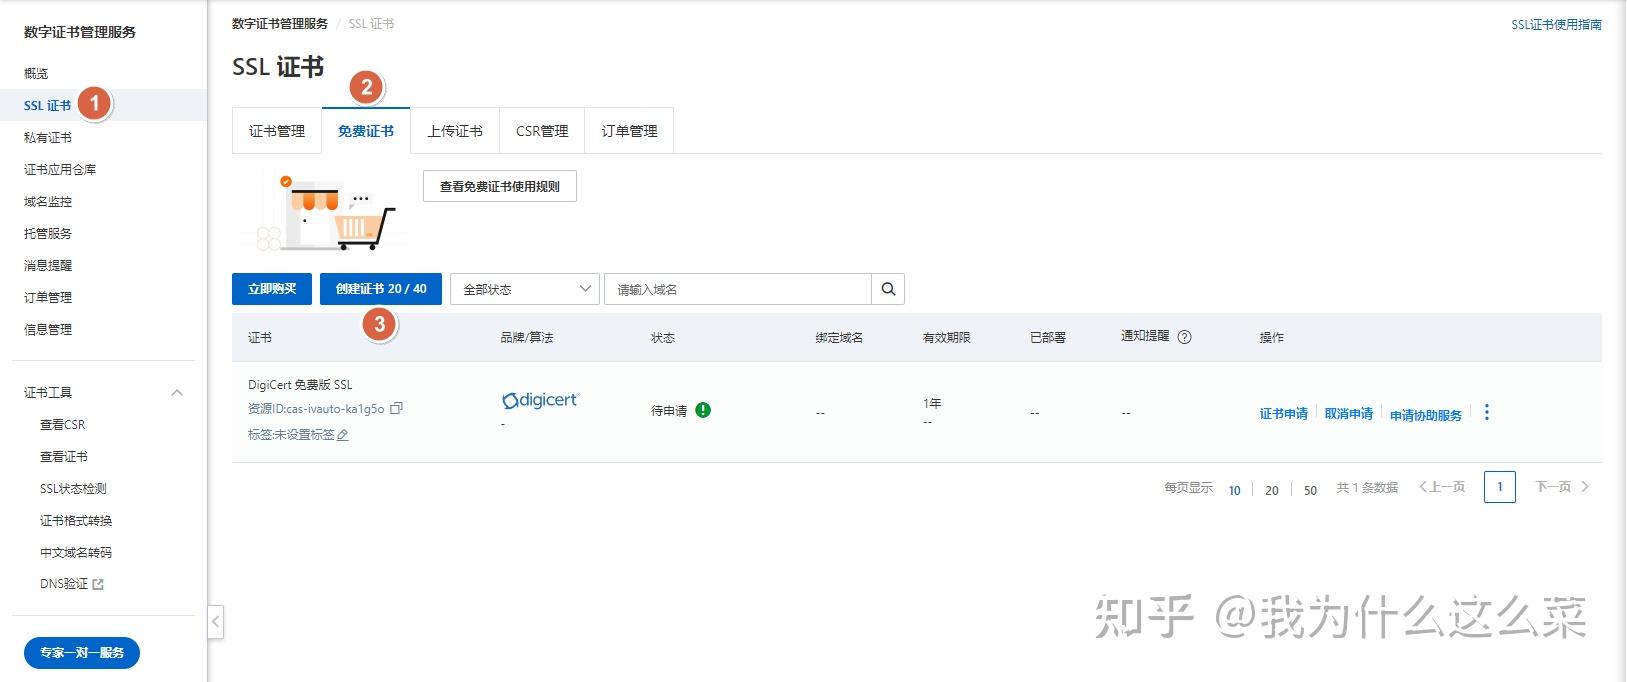 数字证书管理服务
概览
SSL 证书
1
私有证书
证书应用仓库
域名监控
托管服务
消息提醒
订单管理
信息管理
证书工具
查看CSR
查看证书
SSL状态检测
证书格式转换
中文域名转码
DNS验证
专家一对一服务
数字证书管理服务 / SSL 证书
SSL证书使用指南
SSL 证书
2
证书管理 免费证书 上传证书 CSR管理 订单管理
查看免费证书使用规则
立即购买 创建证书 20 / 40 全部状态 请输入域名
3
证书 品牌/算法 状态 绑定域名 有效期限 已部署 通知提醒 ? 操作
DigiCert 免费版 SSL
资源ID:cas-ivauto-ka1g5o
标签:未设置标签
digicert
-
待申请
--
1年
--
--
--
证书申请 取消申请 申请协助服务
每页显示 10 20 50 共 1 条数据 上一页 1 下一页
知乎 @我为什么这么菜